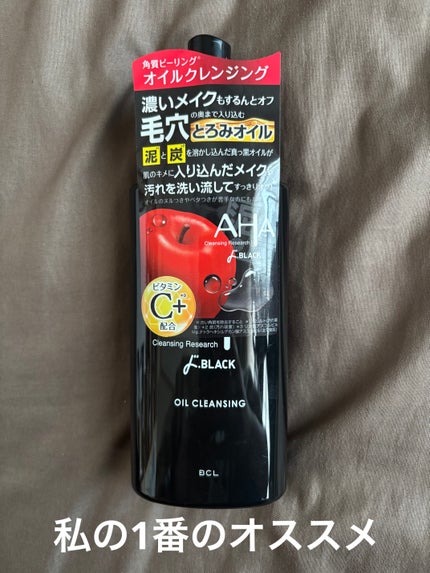 角質ピーリング*
オイルクレンジング
濃いメイクもするんとオフ
毛穴の奥まで入り込む
とろみオイル
泥と炭を溶かし込んだ真っ黒オイルが
肌のキメに入り込んだメイク
汚れを洗い流してすっきり
AHA
Cleansing Research
BLACK
ビタミン
C+
配合
Cleansing Research
BLACK
OIL CLEANSING
BCL
私の1番のオススメ